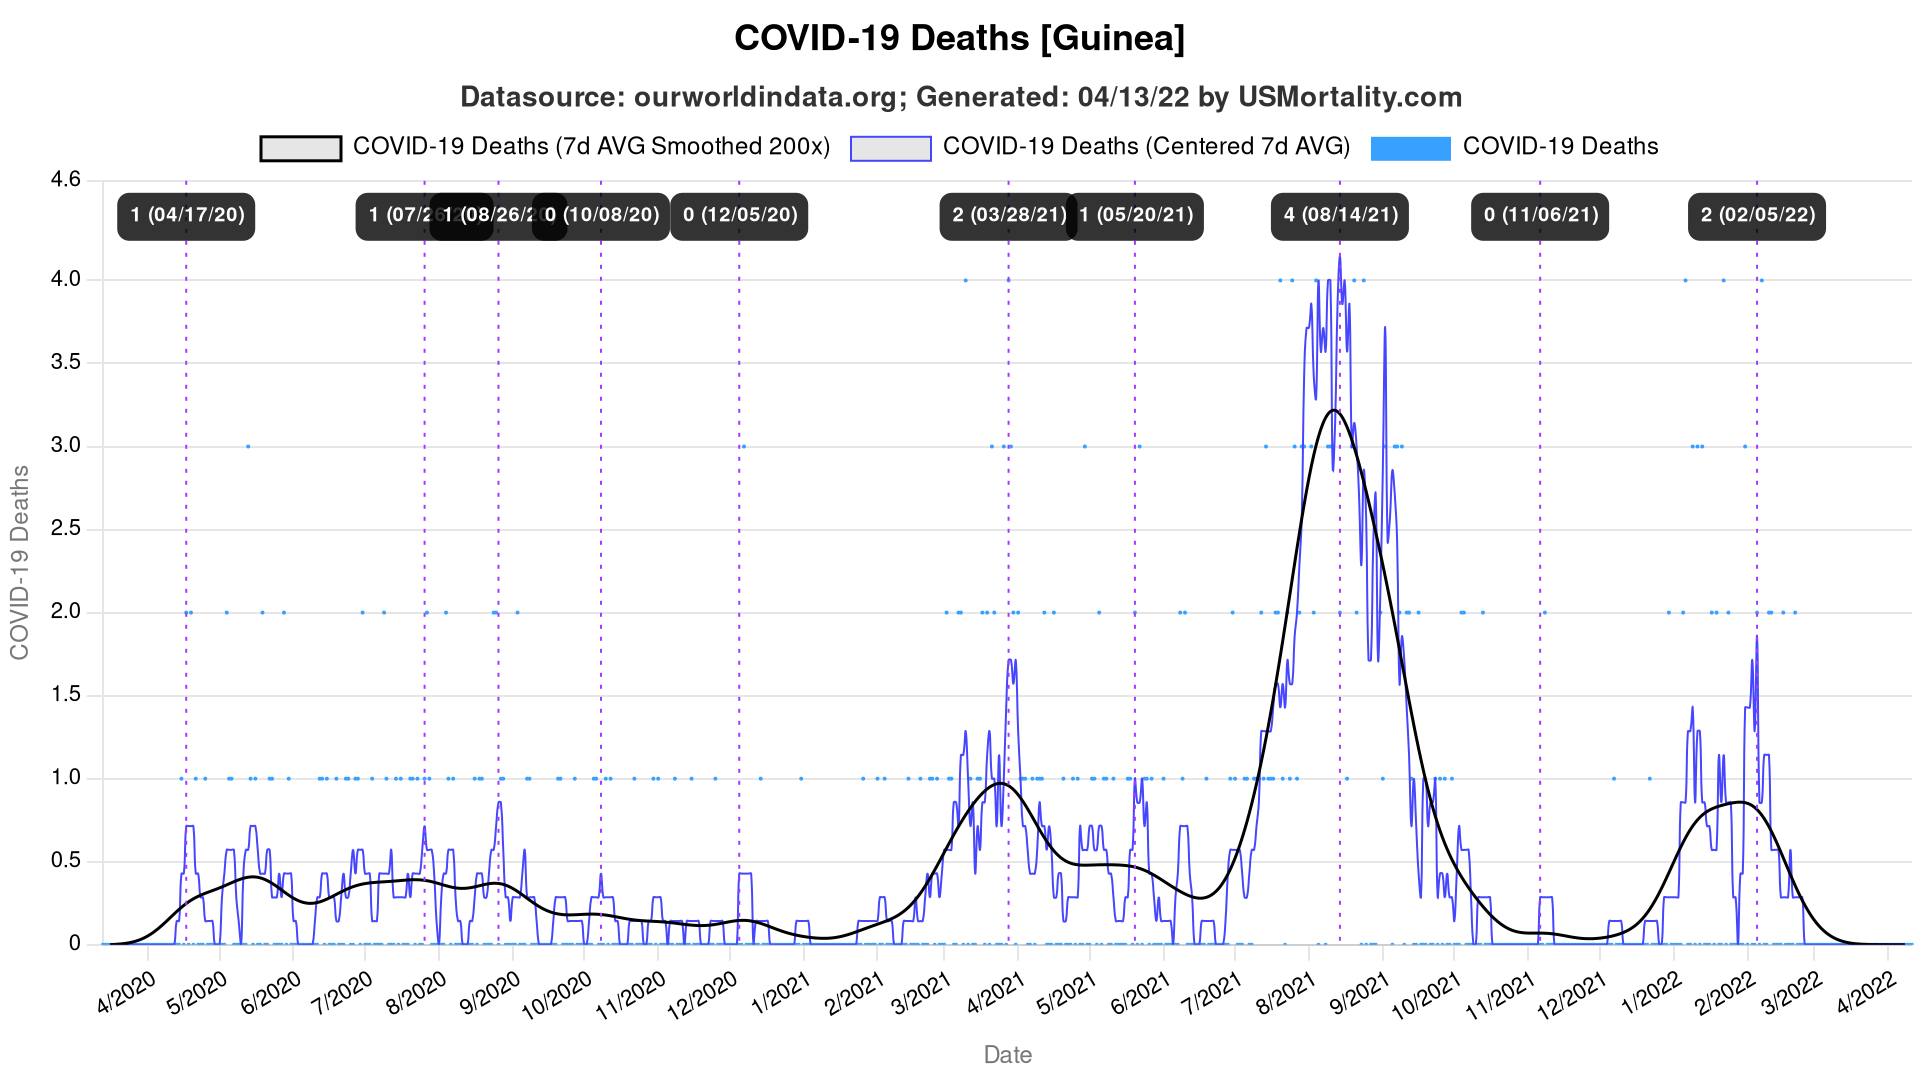 COVID-19 Deaths [Guinea]
Datasource: ourworldindata.org; Generated: 04/13/22 by USMortality.com
COVID-19 Deaths (7d AVG Smoothed 200x) COVID-19 Deaths (Centered 7d AVG) COVID-19 Deaths
4.6
1 (04/17/20) 1 (07/26 1 (08/26/20 0 (10/08/20) 0 (12/05/20) 2 (03/28/21) 1 (05/20/21) 4 (08/14/21) 0 (11/06/21) 2 (02/05/22)
4.0
3.5
3.0
2.5
2.0
1.5
1.0
0.5
0
COVID-19 Deaths
4/2020 5/2020 6/2020 7/2020 8/2020 9/2020 10/2020 11/2020 12/2020 1/2021 2/2021 3/2021 4/2021 5/2021 6/2021 7/2021 8/2021 9/2021 10/2021 11/2021 12/2021 1/2022 2/2022 3/2022 4/2022
Date